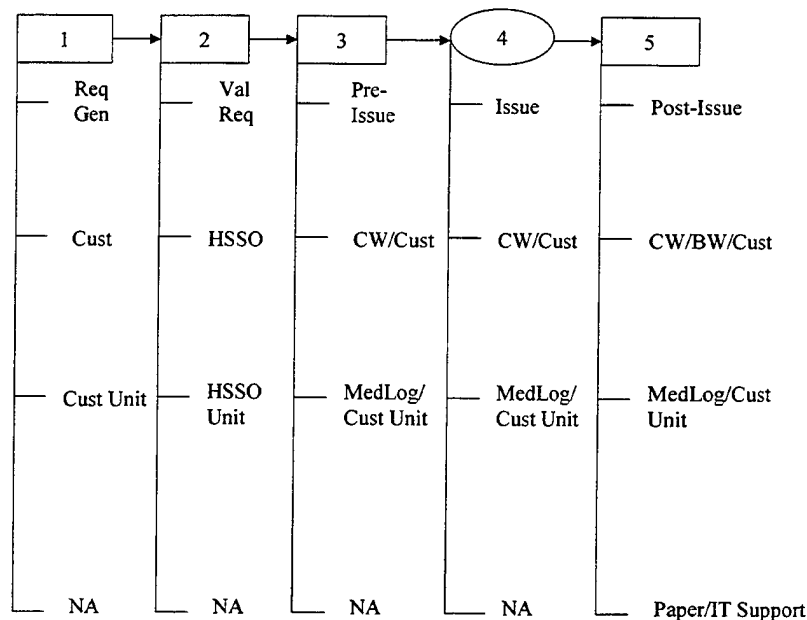 1
2
3
4
5
Req
Gen
Val
Req
Pre-
Issue
Issue
Post-Issue
Cust
HSSO
CW/Cust
CW/Cust
CW/BW/Cust
Cust Unit
HSSO
Unit
MedLog/
Cust Unit
MedLog/
Cust Unit
MedLog/Cust
Unit
NA
NA
NA
NA
Paper/IT Support